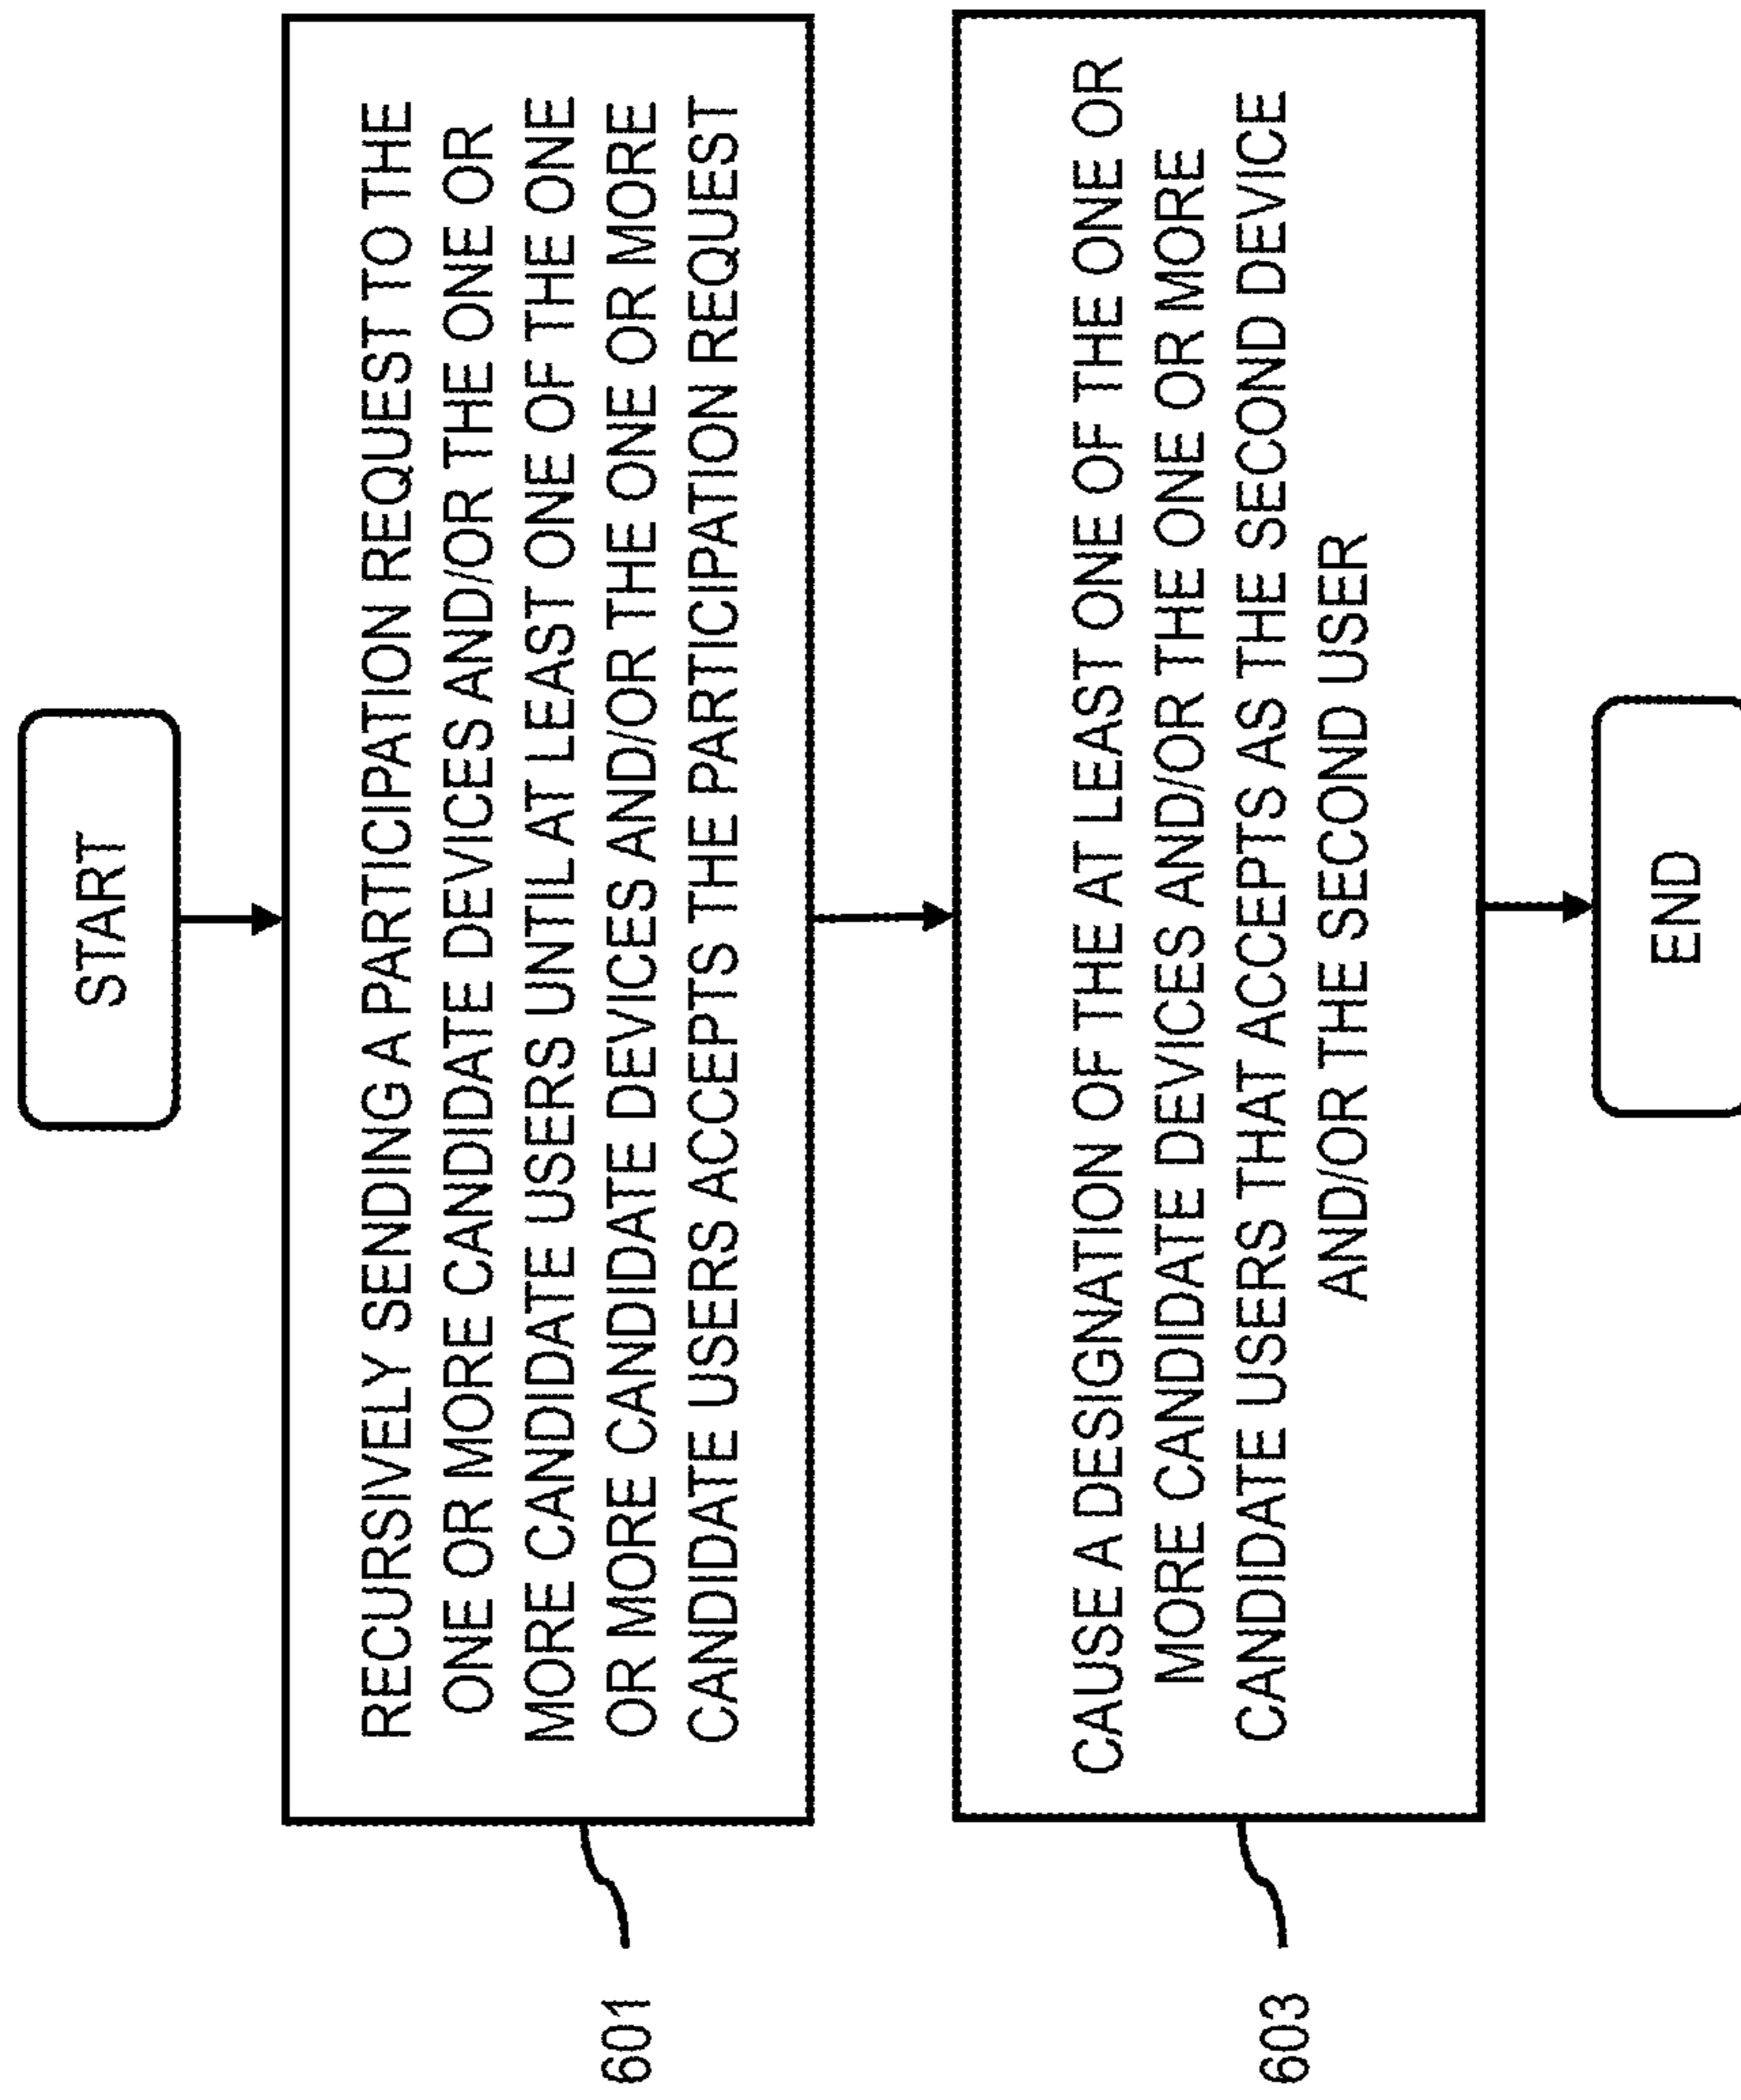 START
RECURSIVELY SENDING A PARTICIPATION REQUEST TO THE
ONE OR MORE CANDIDATE DEVICES AND/OR THE ONE OR
MORE CANDIDATE USERS UNTIL AT LEAST ONE OF THE ONE
OR MORE CANDIDATE DEVICES AND/OR THE ONE OR MORE
CANDIDATE USERS ACCEPTS THE PARTICIPATION REQUEST
601
CAUSE A DESIGNATION OF THE AT LEAST ONE OF THE ONE OR
MORE CANDIDATE DEVICES AND/OR THE ONE OR MORE
CANDIDATE USERS THAT ACCEPTS AS THE SECOND DEVICE
AND/OR THE SECOND USER
603
END